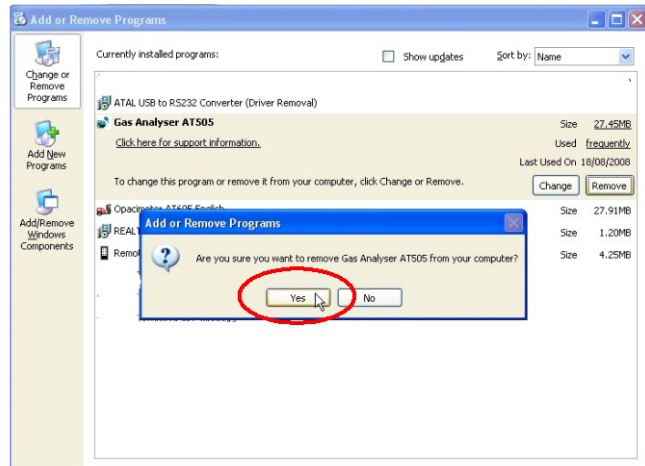 Add or Remove Programs
Change or
Remove
Programs
Add New
Programs
Add/Remove
Windows
Components
Currently installed programs:
Show updates
Sort by: Name
ATAL USB to RS232 Converter (Driver Removal)
Gas Analyser AT505
Size 27.45MB
Click here for support information.
Used frequently
Last Used On 18/08/2008
To change this program or remove it from your computer, click Change or Remove.
Change Remove
Opacimeter AT605 English
Size 27.91MB
REALT
Size 1.20MB
Remo
Size 4.25MB
Add or Remove Programs
Are you sure you want to remove Gas Analyser AT505 from your computer?
Yes No